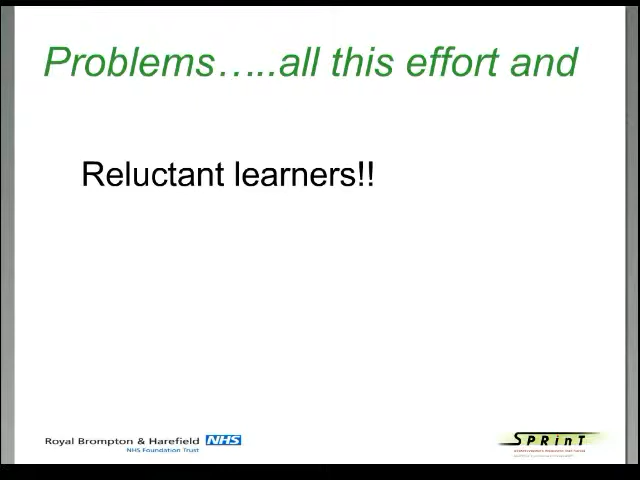 Problems…..all this effort and
Reluctant learners!!
Royal Brompton & Harefield NHS
NHS Foundation Trust
SPRinT